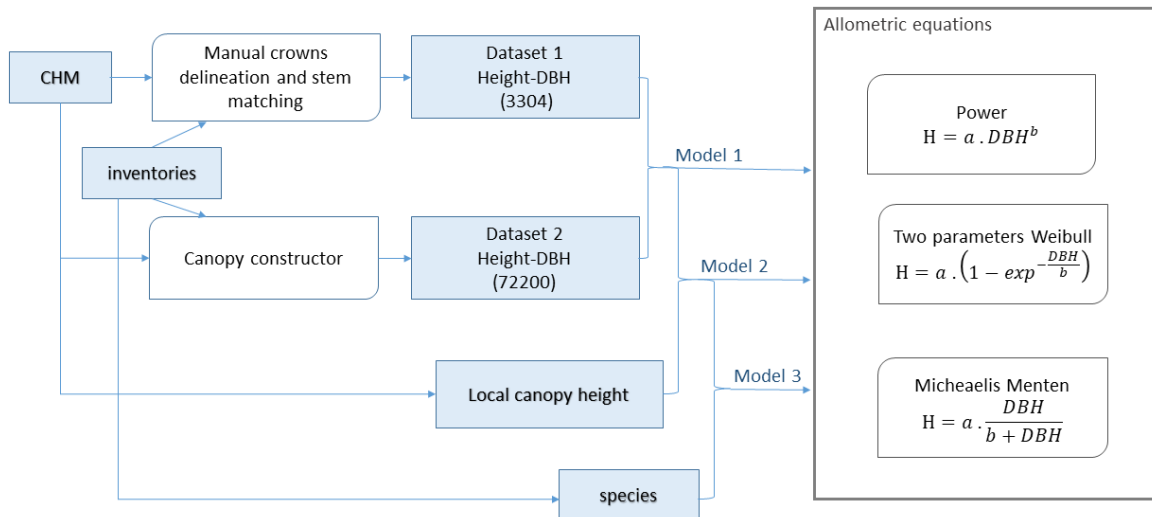 Allometric equations
CHM
Manual crowns
delineation and stem
matching
Dataset 1
Height-DBH
(3304)
inventories
Model 1
Power
H = a . DBH^b
Canopy constructor
Dataset 2
Height-DBH
(72200)
Model 2
Two parameters Weibull
H = a . (1 − exp^(−DBH/b))
Local canopy height
Model 3
Micheaelis Menten
H = a . DBH/(b + DBH)
species